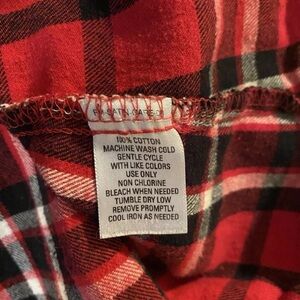 100% COTTON
MACHINE WASH COLD
GENTLE CYCLE
WITH LIKE COLORS
USE ONLY
NON CHLORINE
BLEACH WHEN NEEDED
TUMBLE DRY LOW
REMOVE PROMPTLY
COOL IRON AS NEEDED